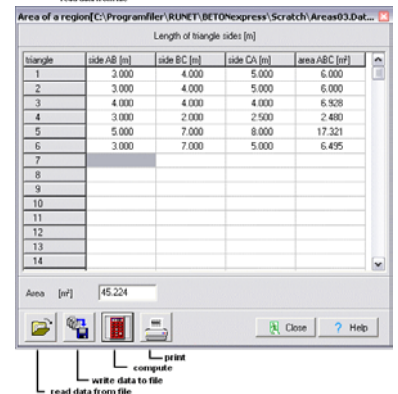 Area of a region[C:\Programfiler\RUNET\BETONexpress\Scratch\Areas03.Dat...
Length of triangle sides [m]
triangle side AB [m] side BC [m] side CA [m] area ABC [m²]
1 3.000 4.000 5.000 6.000
2 3.000 4.000 5.000 6.000
3 4.000 4.000 4.000 6.928
4 3.000 2.000 2.500 2.480
5 5.000 7.000 8.000 17.321
6 3.000 7.000 5.000 6.495
7
8
9
10
11
12
13
14
Area [m²] 45.224
Close ? Help
print
compute
write data to file
read data from file